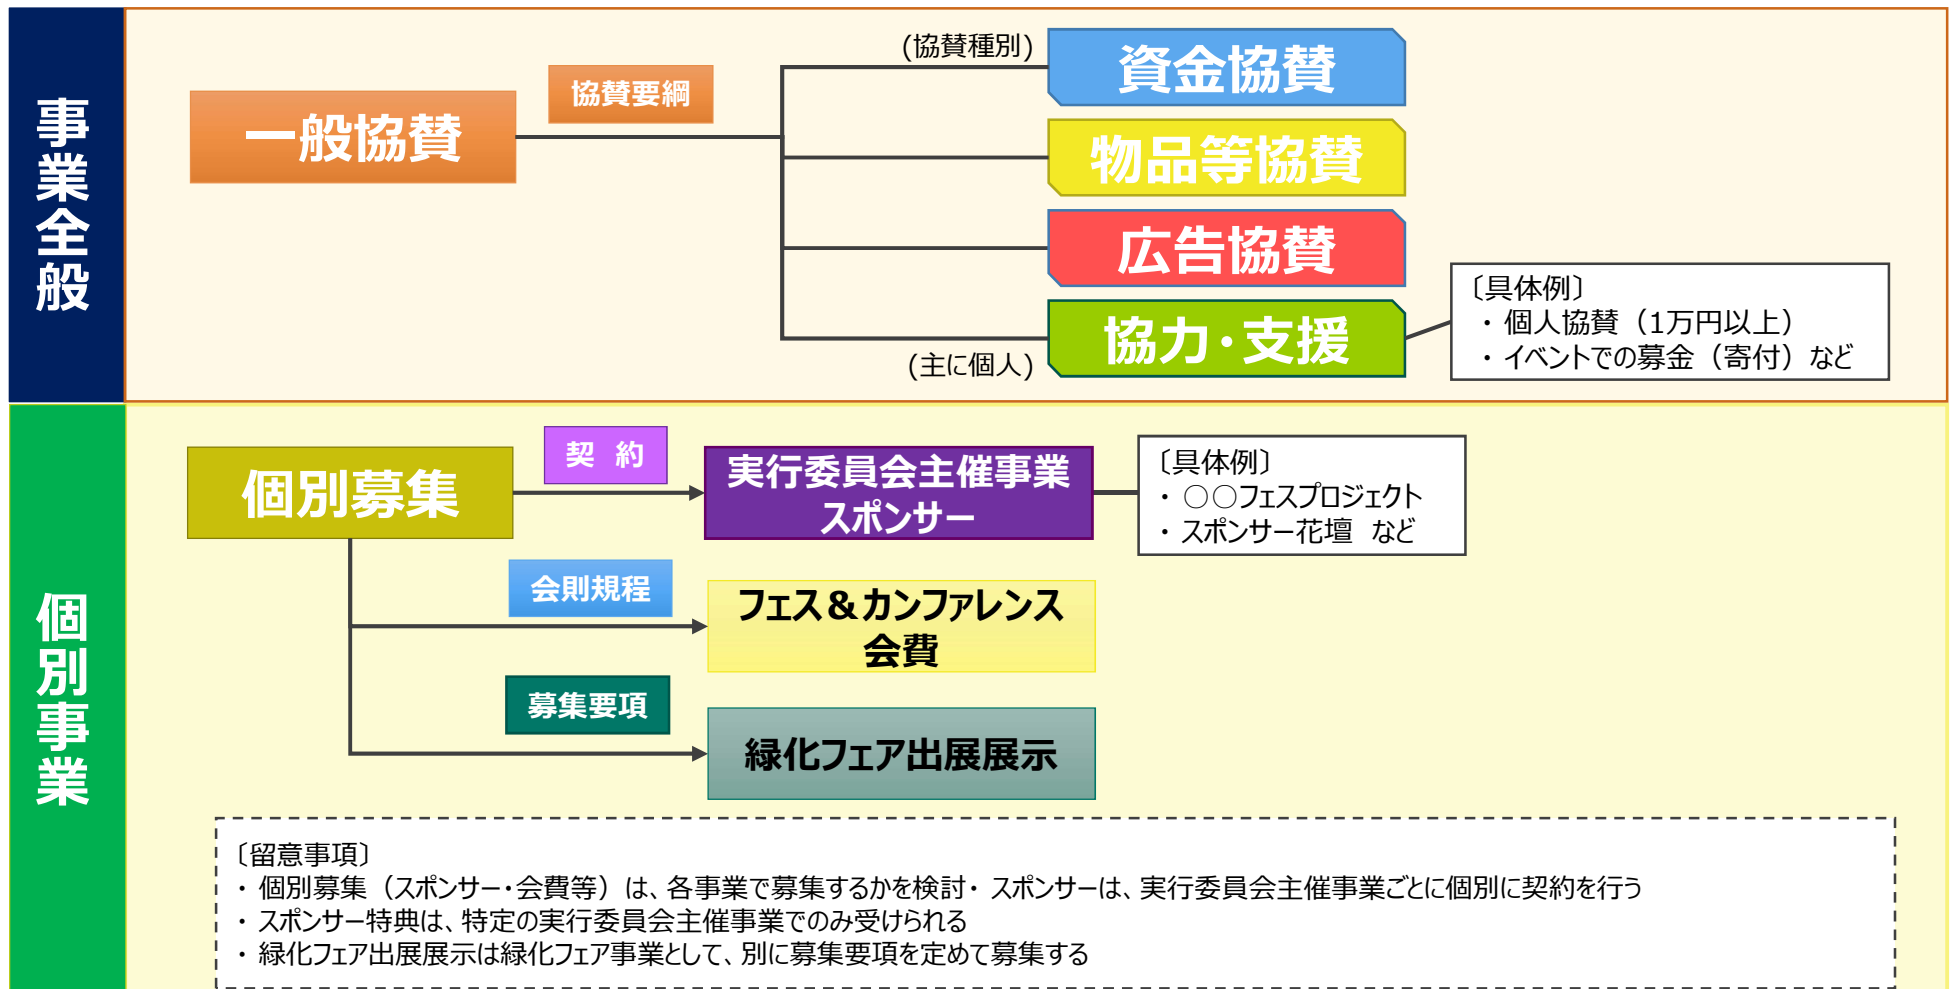 事業全般
一般協賛
協賛要綱
(協賛種別)
資金協賛
物品等協賛
広告協賛
協力・支援
(主に個人)
〔具体例〕
・個人協賛（1万円以上）
・イベントでの募金（寄付）など
個別事業
個別募集
契　約
実行委員会主催事業
スポンサー
〔具体例〕
・○○フェスプロジェクト
・スポンサー花壇　など
会則規程
フェス＆カンファレンス
会費
募集要項
緑化フェア出展展示
〔留意事項〕
・個別募集（スポンサー・会費等）は、各事業で募集するかを検討・スポンサーは、実行委員会主催事業ごとに個別に契約を行う
・スポンサー特典は、特定の実行委員会主催事業でのみ受けられる
・緑化フェア出展展示は緑化フェア事業として、別に募集要項を定めて募集する